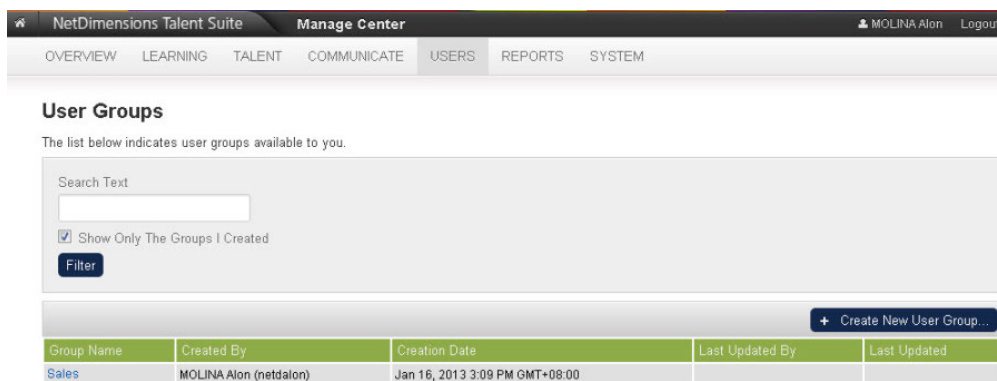 NetDimensions Talent Suite Manage Center MOLINA Alon Logout
OVERVIEW LEARNING TALENT COMMUNICATE USERS REPORTS SYSTEM
User Groups
The list below indicates user groups available to you.
Search Text
Show Only The Groups I Created
Filter
+ Create New User Group...
Group Name Created By Creation Date Last Updated By Last Updated
Sales MOLINA Alon (netdalon) Jan 16, 2013 3:09 PM GMT+08:00